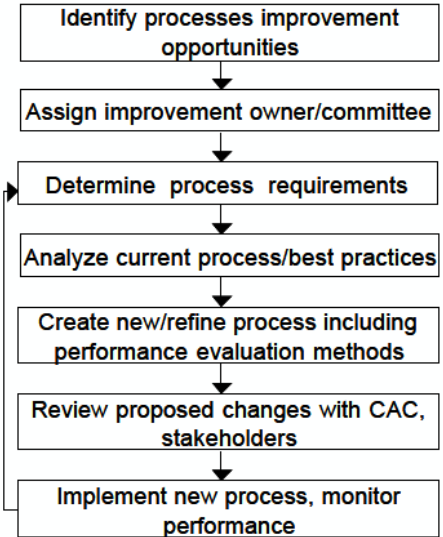 Identify processes improvement
opportunities
Assign improvement owner/committee
Determine process requirements
Analyze current process/best practices
Create new/refine process including
performance evaluation methods
Review proposed changes with CAC,
stakeholders
Implement new process, monitor
performance